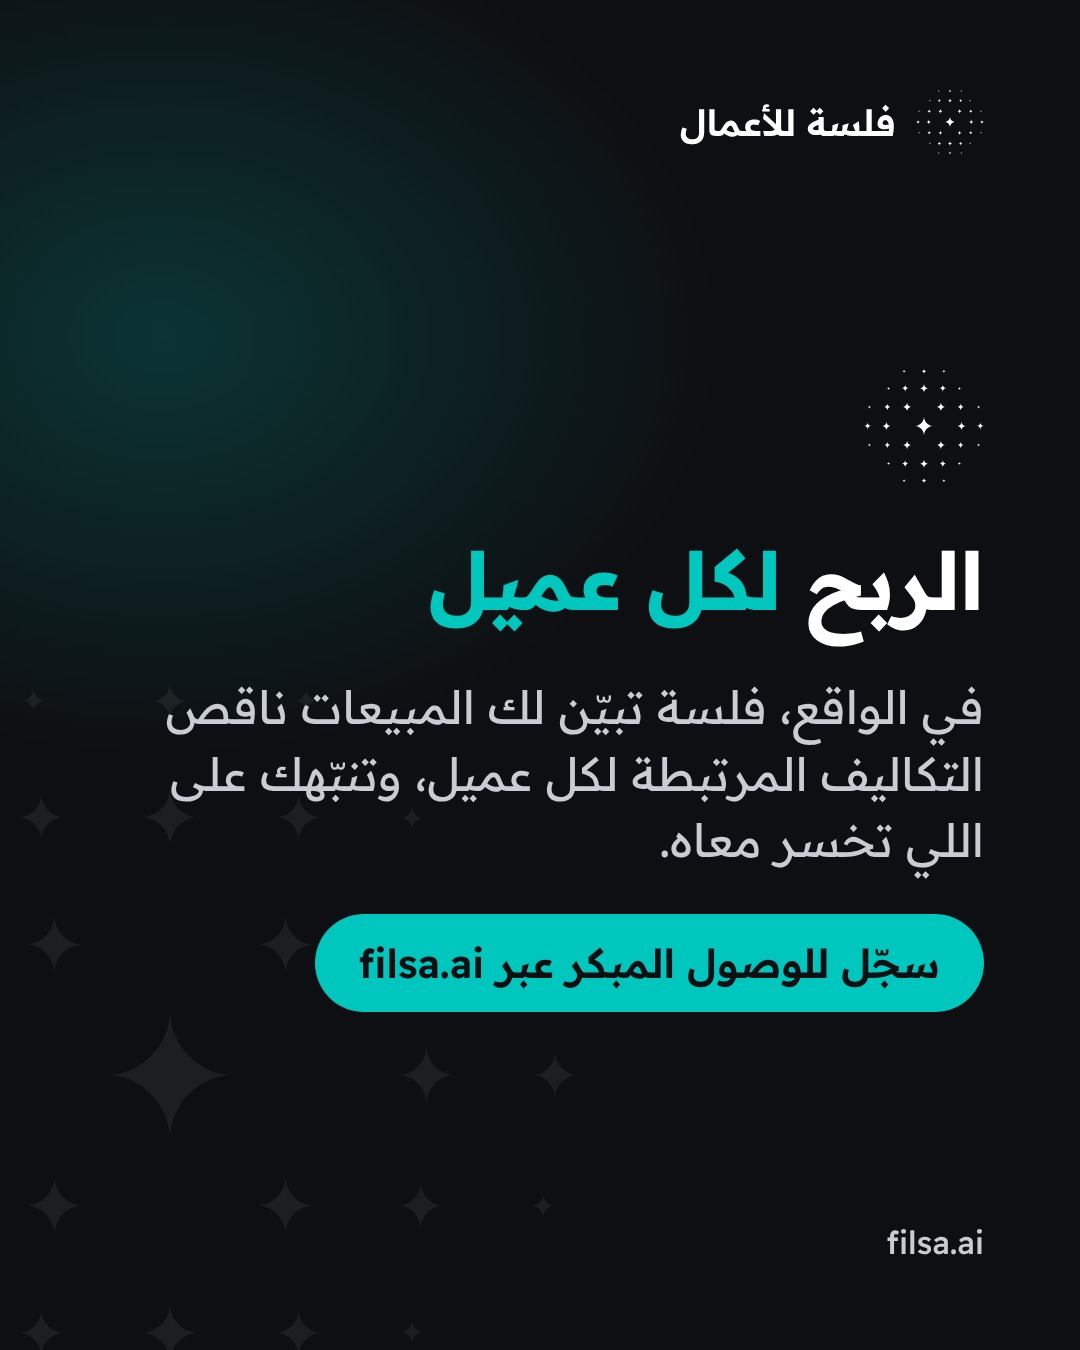 فلسة للأعمال
الربح لكل عميل
في الواقع، فلسة تبيّن لك المبيعات ناقص
التكاليف المرتبطة لكل عميل، وتنبّهك على
اللي تخسر معاه.
سجّل للوصول المبكر عبر filsa.ai
filsa.ai